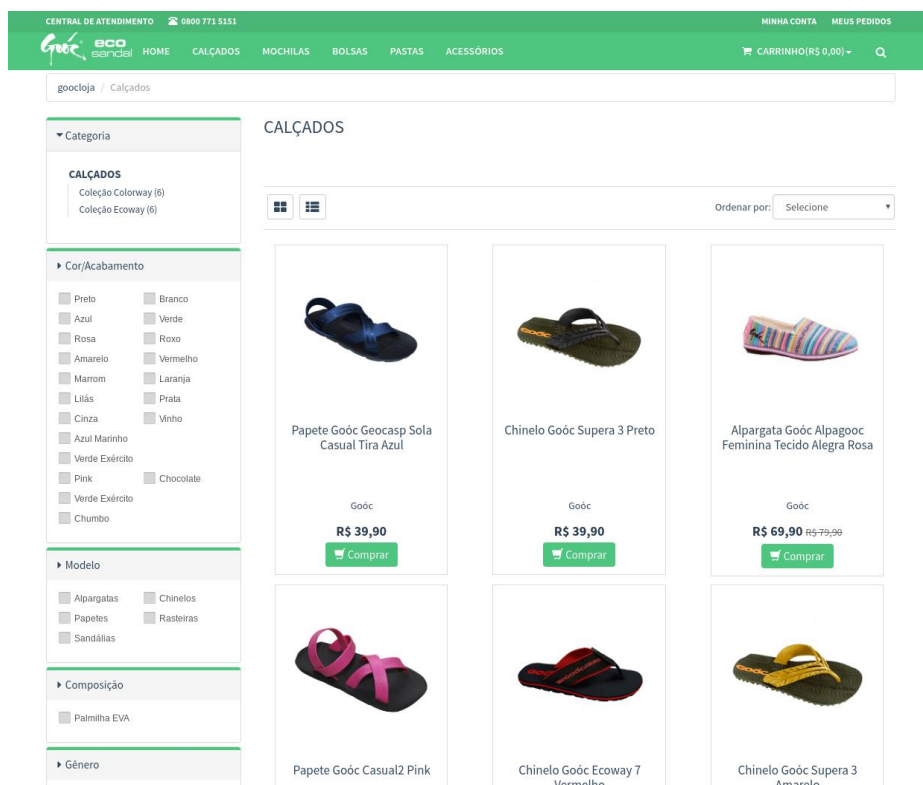 CENTRAL DE ATENDIMENTO 0800 771 5151
MINHA CONTA MEUS PEDIDOS
Goóc eco sandal
HOME CALÇADOS MOCHILAS BOLSAS PASTAS ACESSÓRIOS
CARRINHO(R$ 0,00)
goocloja / Calçados
Categoria
CALÇADOS
Coleção Colorway (6)
Coleção Ecoway (6)
Cor/Acabamento
Preto Branco
Azul Verde
Rosa Roxo
Amarelo Vermelho
Marrom Laranja
Lilás Prata
Cinza Vinho
Azul Marinho
Verde Exército
Pink Chocolate
Verde Exército
Chumbo
Modelo
Alpargatas Chinelos
Papetes Rasteiras
Sandálias
Composição
Palmilha EVA
Gênero
CALÇADOS
Ordenar por: Selecione
Papete Goóc Geocasp Sola
Casual Tira Azul
Goóc
R$ 39,90
Comprar
Chinelo Goóc Supera 3 Preto
Goóc
R$ 39,90
Comprar
Alpargata Goóc Alpagooc
Feminina Tecido Alegra Rosa
Goóc
R$ 69,90 R$ 79,90
Comprar
Papete Goóc Casual2 Pink
Chinelo Goóc Ecoway 7
Vermelho
Chinelo Goóc Supera 3
Amarelo